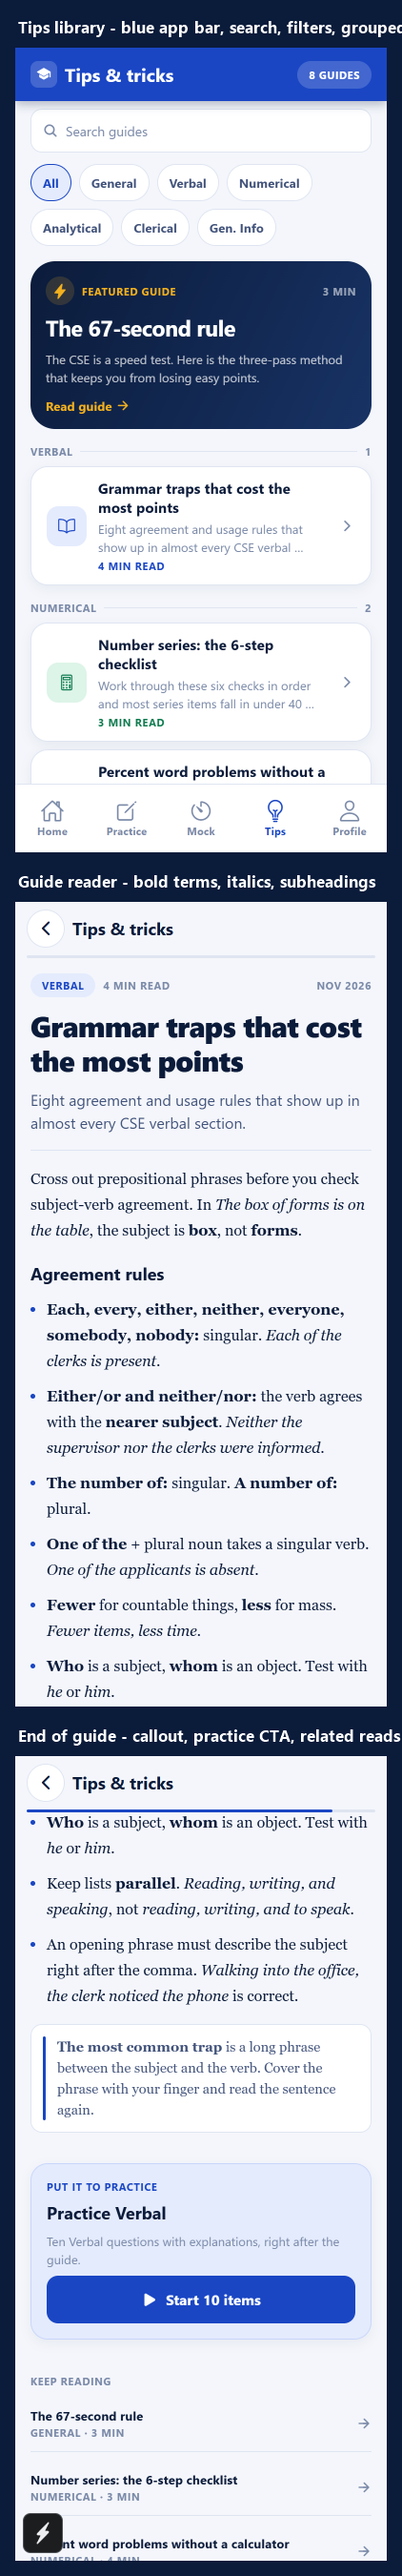 Tips library - blue app bar, search, filters, grouped
Tips & tricks
8 GUIDES
Search guides
All
General
Verbal
Numerical
Analytical
Clerical
Gen. Info
FEATURED GUIDE
3 MIN
The 67-second rule
The CSE is a speed test. Here is the three-pass method
that keeps you from losing easy points.
Read guide →
VERBAL
1
Grammar traps that cost the
most points
Eight agreement and usage rules that
show up in almost every CSE verbal ...
4 MIN READ
NUMERICAL
2
Number series: the 6-step
checklist
Work through these six checks in order
and most series items fall in under 40 ...
3 MIN READ
Percent word problems without a
Home
Practice
Mock
Tips
Profile
Guide reader - bold terms, italics, subheadings
Tips & tricks
VERBAL
4 MIN READ
NOV 2026
Grammar traps that cost
the most points
Eight agreement and usage rules that show up in
almost every CSE verbal section.
Cross out prepositional phrases before you check
subject-verb agreement. In The box of forms is on
the table, the subject is box, not forms.
Agreement rules
• Each, every, either, neither, everyone,
somebody, nobody: singular. Each of the
clerks is present.
• Either/or and neither/nor: the verb agrees
with the nearer subject. Neither the
supervisor nor the clerks were informed.
• The number of: singular. A number of:
plural.
• One of the + plural noun takes a singular verb.
One of the applicants is absent.
• Fewer for countable things, less for mass.
Fewer items, less time.
• Who is a subject, whom is an object. Test with
he or him.
End of guide - callout, practice CTA, related reads
Tips & tricks
• Who is a subject, whom is an object. Test with
he or him.
• Keep lists parallel. Reading, writing, and
speaking, not reading, writing, and to speak.
• An opening phrase must describe the subject
right after the comma. Walking into the office,
the clerk noticed the phone is correct.
The most common trap is a long phrase
between the subject and the verb. Cover the
phrase with your finger and read the sentence
again.
PUT IT TO PRACTICE
Practice Verbal
Ten Verbal questions with explanations, right after the
guide.
Start 10 items
KEEP READING
The 67-second rule
GENERAL · 3 MIN
→
Number series: the 6-step checklist
NUMERICAL · 3 MIN
→
nt word problems without a calculator
→
NUMERICAL · 4 MIN